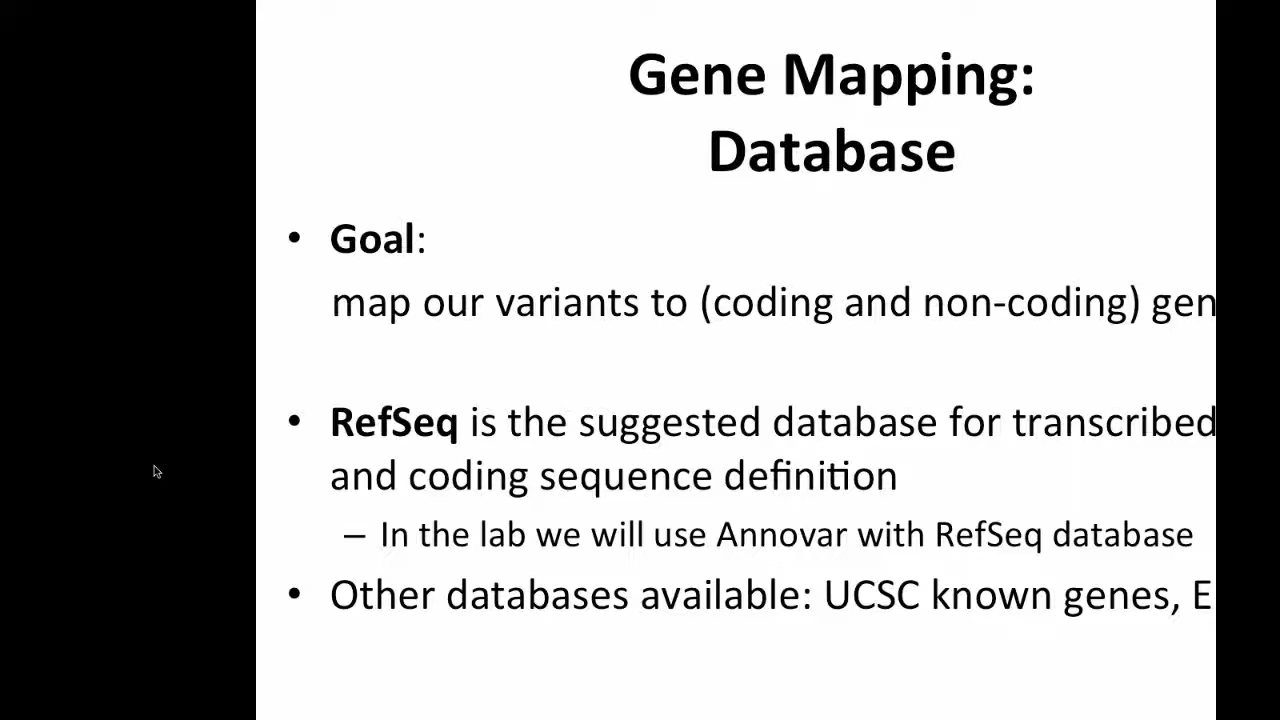 Gene Mapping:
Database
• Goal:
map our variants to (coding and non-coding) gen
• RefSeq is the suggested database for transcribed
and coding sequence definition
– In the lab we will use Annovar with RefSeq database
• Other databases available: UCSC known genes, E